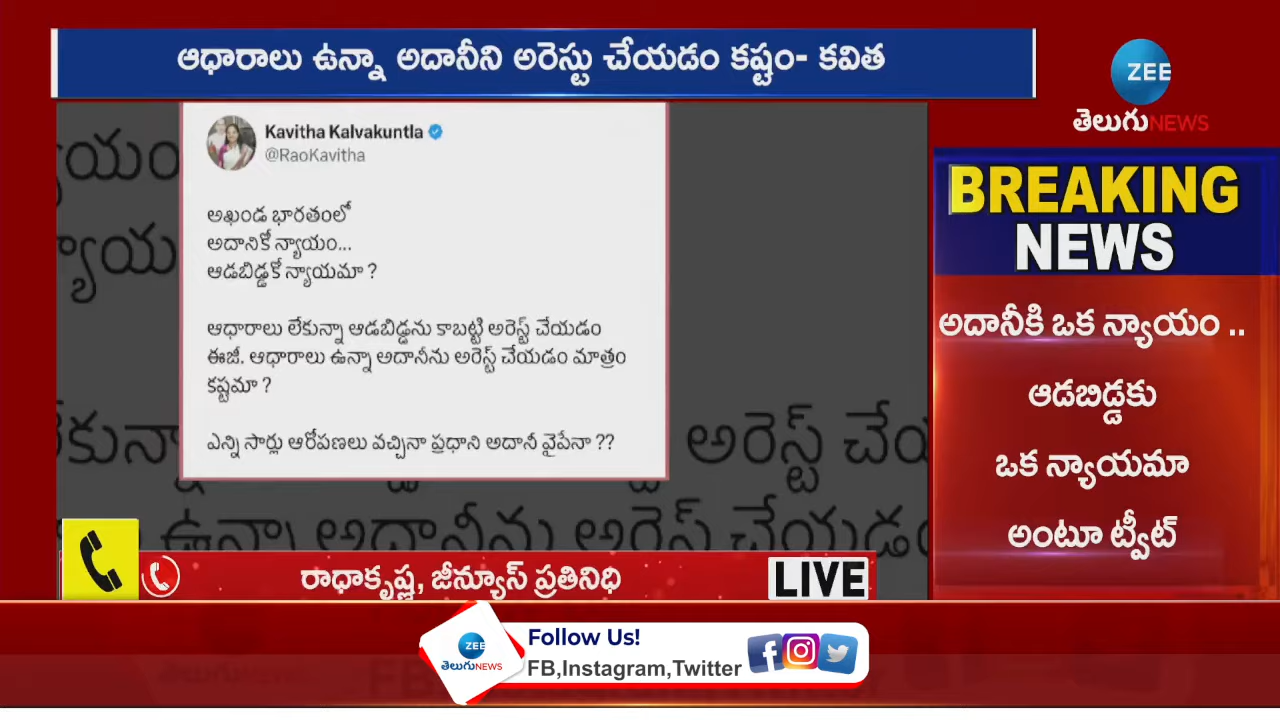 ఆధారాలు ఉన్నా అదానీని అరెస్టు చేయడం కష్టం- కవిత
ZEE
తెలుగుNEWS
Kavitha Kalvakuntla
@RaoKavitha
అఖండ భారతంలో
అదానికో న్యాయం...
ఆడబిడ్డకో న్యాయమా ?
ఆధారాలు లేకున్నా ఆడబిడ్డను కాబట్టి అరెస్ట్ చేయడం
ఈజీ. ఆధారాలు ఉన్నా అదానీను అరెస్ట్ చేయడం మాత్రం
కష్టమా ?
ఎన్ని సార్లు ఆరోపణలు వచ్చినా ప్రధాని అదానీ వైపేనా ??
BREAKING
NEWS
అదానీకి ఒక న్యాయం ..
ఆడబిడ్డకు
ఒక న్యాయమా
అంటూ ట్వీట్
రాధాకృష్ణ, జీన్యూస్ ప్రతినిధి
LIVE
ZEE
తెలుగుNEWS
Follow Us!
FB,Instagram,Twitter